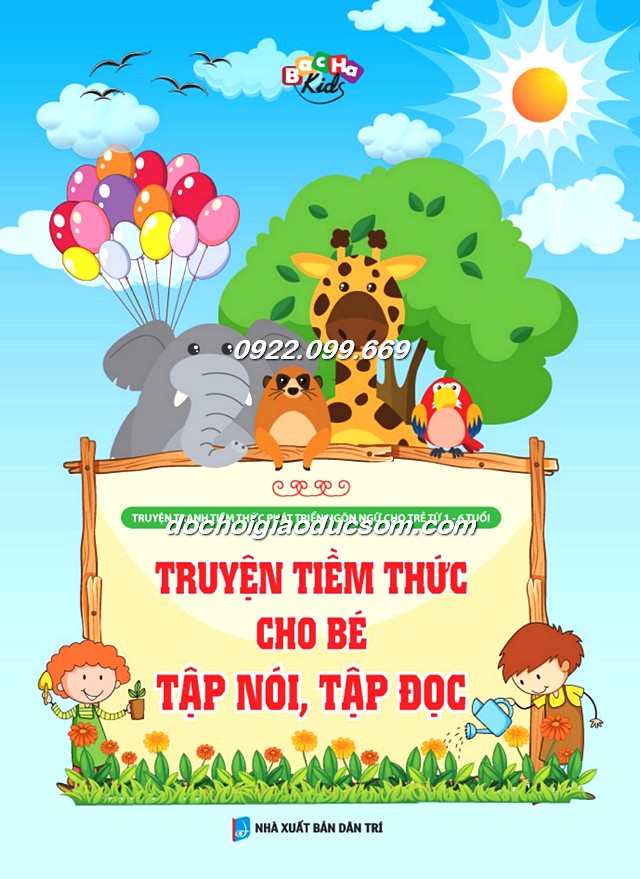 BacHa
Kids
0922.099.669
TRUYỆN TRANH TIỀM THỨC PHÁT TRIỂN NGÔN NGỮ CHO TRẺ TỪ 1 - 6 TUỔI
dochoigiaoducsom.com
TRUYỆN TIỀM THỨC
CHO BÉ
TẬP NÓI, TẬP ĐỌC
NHÀ XUẤT BẢN DÂN TRÍ